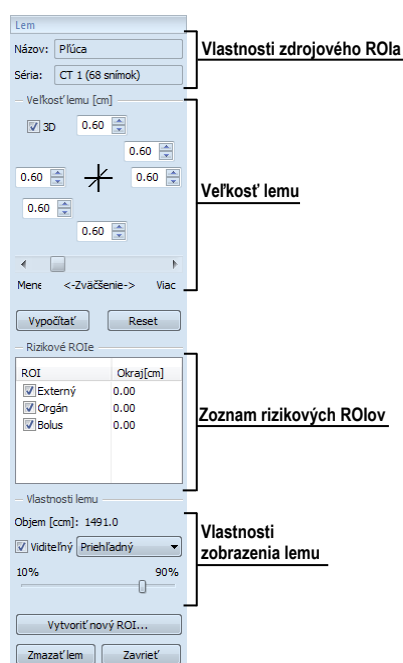 Lem
Názov: Pľúca
Séria: CT 1 (68 snímok)
Vlastnosti zdrojového ROIa
Veľkosť lemu [cm]
3D 0.60
0.60
0.60 0.60
0.60
0.60
Veľkosť lemu
Mene <-Zväčšenie-> Viac
Vypočítať Reset
Rizikové ROIe
ROI Okraj[cm]
Externý 0.00
Orgán 0.00
Bolus 0.00
Zoznam rizikových ROIov
Vlastnosti lemu
Objem [ccm]: 1491.0
Viditeľný Priehľadný
10% 90%
Vlastnosti
zobrazenia lemu
Vytvoriť nový ROI...
Zmazať lem Zavrieť